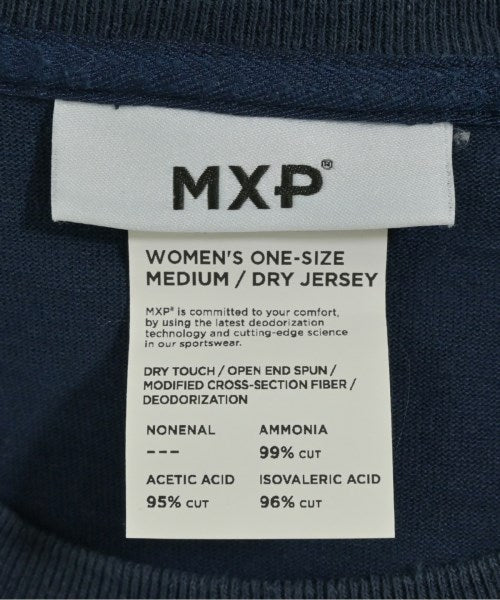 MXP®
WOMEN'S ONE-SIZE
MEDIUM / DRY JERSEY
MXP® is committed to your comfort,
by using the latest deodorization
technology and cutting-edge science
in our sportswear.
DRY TOUCH / OPEN END SPUN /
MODIFIED CROSS-SECTION FIBER /
DEODORIZATION
NONENAL AMMONIA
--- 99% CUT
ACETIC ACID ISOVALERIC ACID
95% CUT 96% CUT